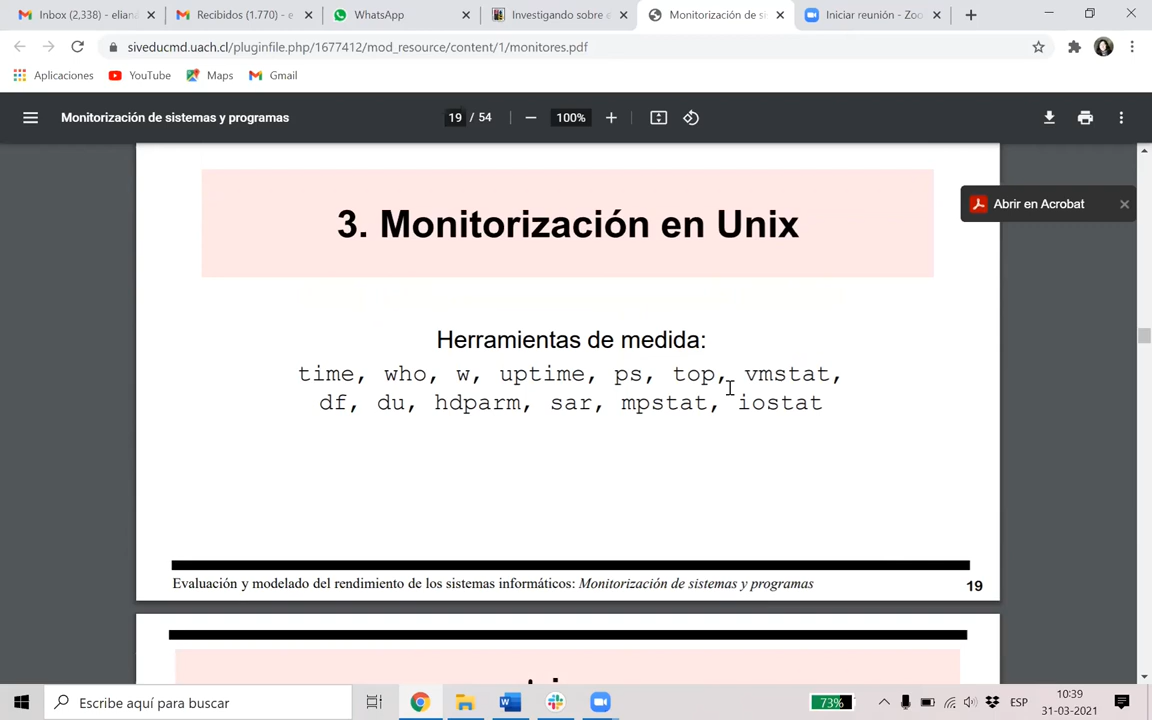 Inbox (2,338) - elian
Recibidos (1.770) - e
WhatsApp
Investigando sobre e
Monitorización de si
Iniciar reunión - Zoo
siveducmd.uach.cl/pluginfile.php/1677412/mod_resource/content/1/monitores.pdf
Aplicaciones
YouTube
Maps
Gmail
Monitorización de sistemas y programas
19 / 54
100%
Abrir en Acrobat
3. Monitorización en Unix
Herramientas de medida:
time, who, w, uptime, ps, top, vmstat,
df, du, hdparm, sar, mpstat, iostat
Evaluación y modelado del rendimiento de los sistemas informáticos: Monitorización de sistemas y programas
19
Escribe aquí para buscar
73%
ESP
10:39
31-03-2021